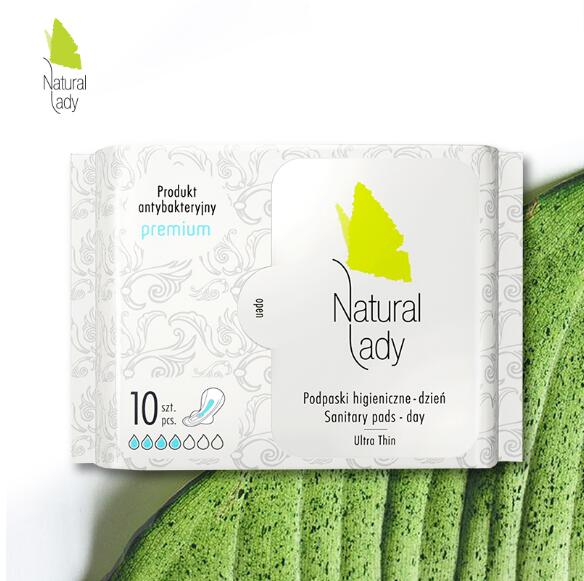 Natural
Lady
Produkt
antybakteryjny
premium
open
Natural
Lady
10 szt.
pcs.
Podpaski higieniczne-dzień
Sanitary pads - day
Ultra Thin